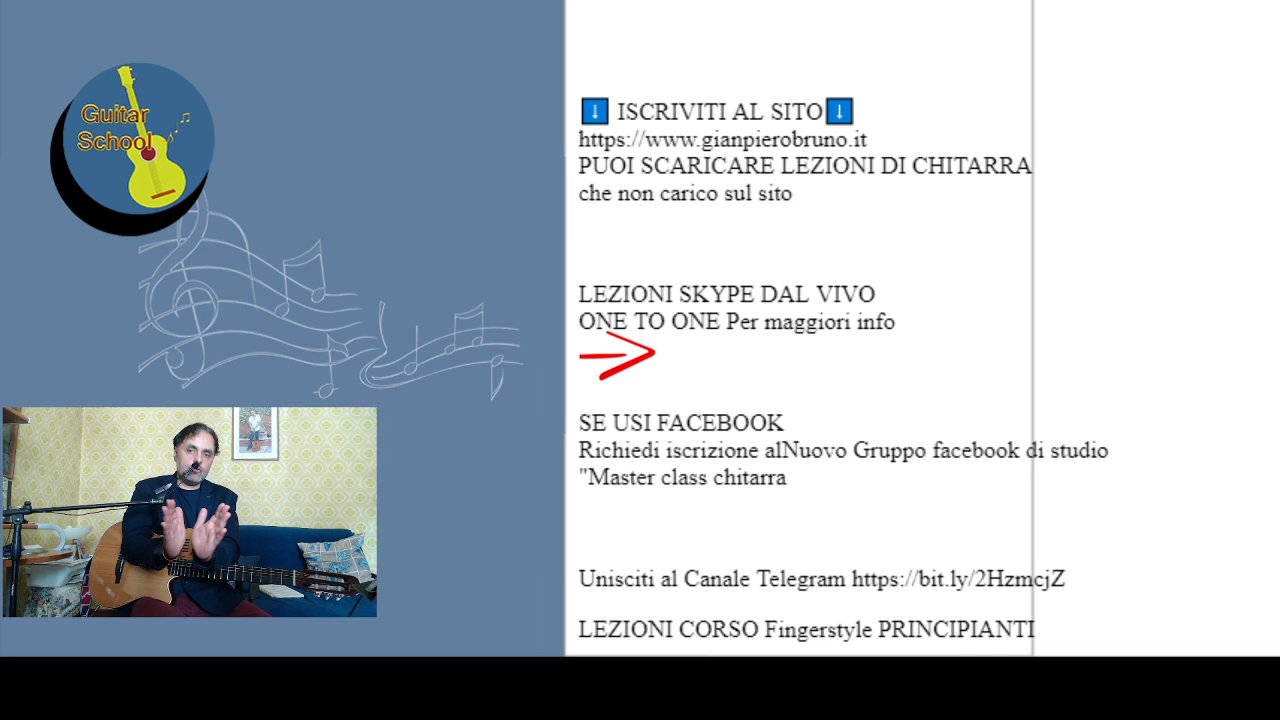 Guitar
School
ISCRIVITI AL SITO
https://www.gianpierobruno.it
PUOI SCARICARE LEZIONI DI CHITARRA
che non carico sul sito
LEZIONI SKYPE DAL VIVO
ONE TO ONE Per maggiori info
SE USI FACEBOOK
Richiedi iscrizione alNuovo Gruppo facebook di studio
"Master class chitarra
Unisciti al Canale Telegram https://bit.ly/2HzmcjZ
LEZIONI CORSO Fingerstyle PRINCIPIANTI